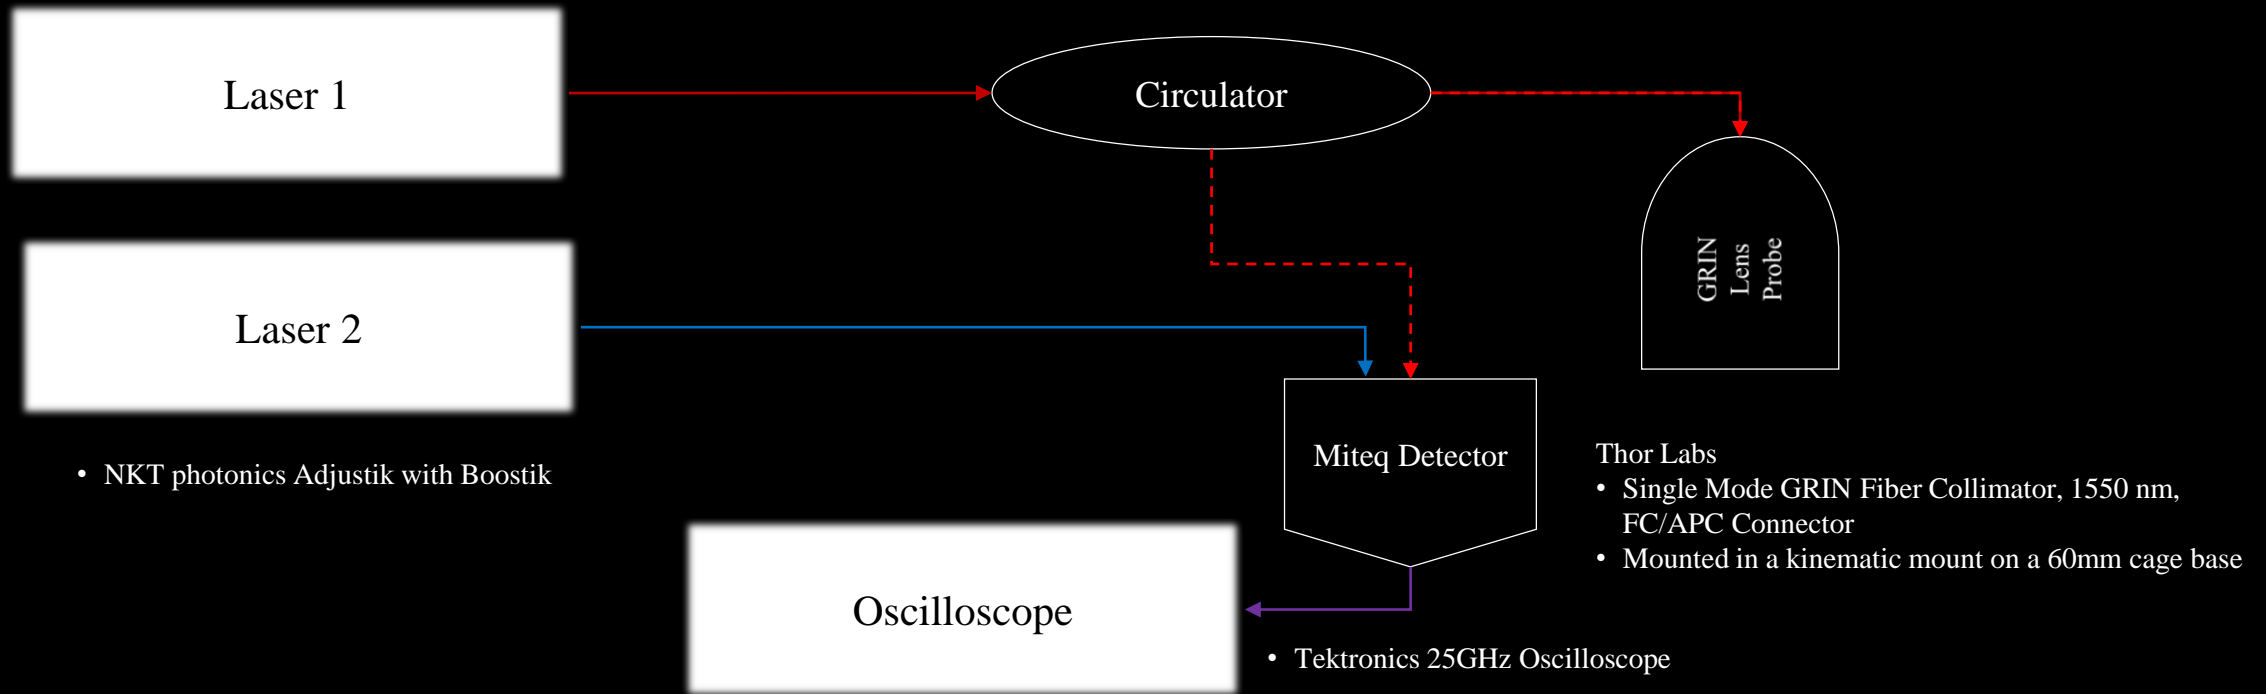 Laser 1
Circulator
GRIN
Lens
Probe
Laser 2
• NKT photonics Adjustik with Boostik
Miteq Detector
Thor Labs
• Single Mode GRIN Fiber Collimator, 1550 nm,
FC/APC Connector
• Mounted in a kinematic mount on a 60mm cage base
Oscilloscope
• Tektronics 25GHz Oscilloscope